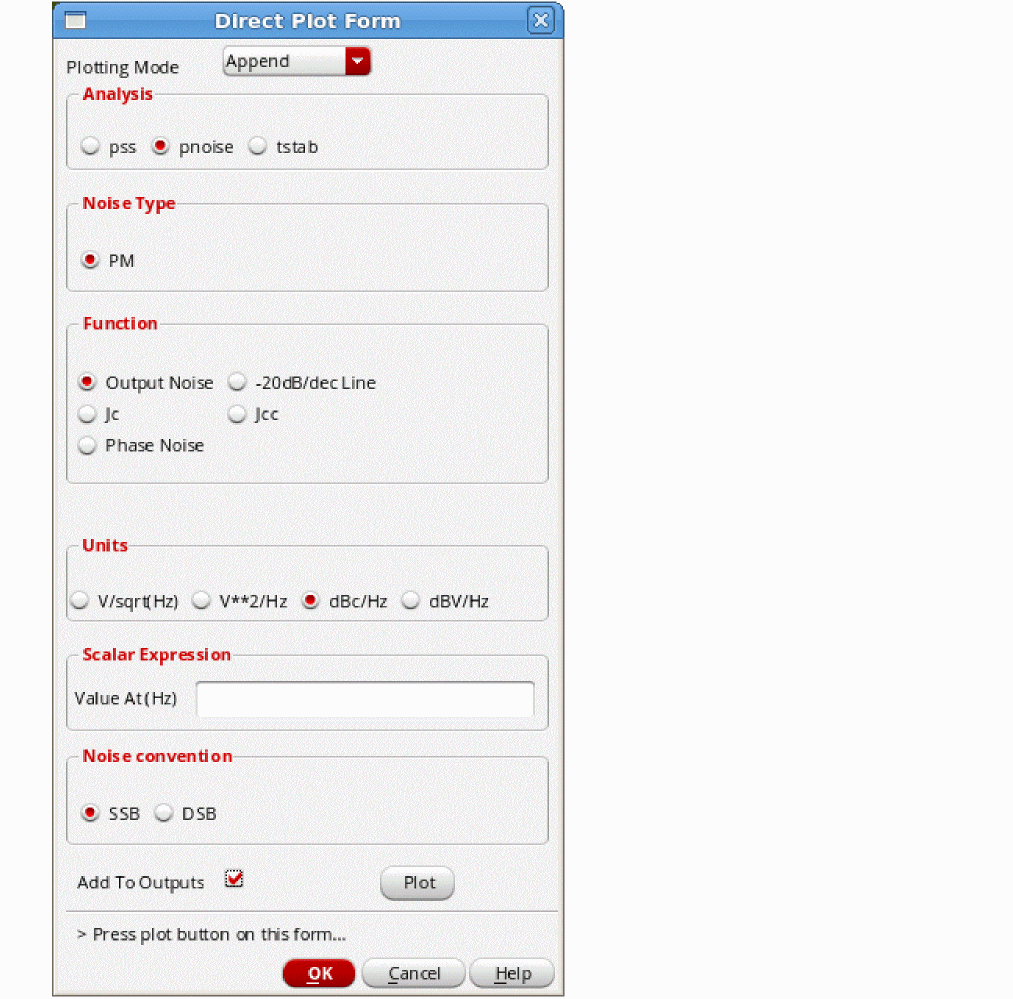 Direct Plot Form
Plotting Mode Append
Analysis
pss pnoise tstab
Noise Type
PM
Function
Output Noise -20dB/dec Line
Jc Jcc
Phase Noise
Units
V/sqrt(Hz) V**2/Hz dBc/Hz dBV/Hz
Scalar Expression
Value At(Hz)
Noise convention
SSB DSB
Add To Outputs Plot
> Press plot button on this form...
OK Cancel Help